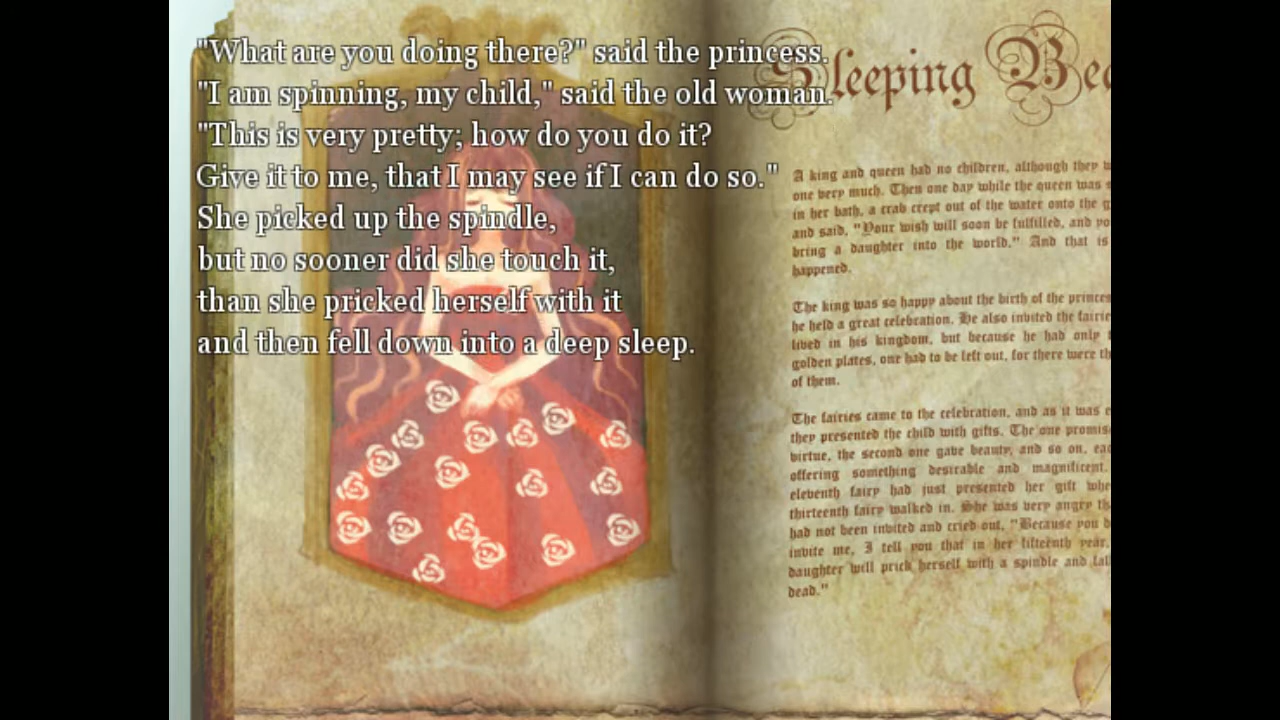 "What are you doing there?" said the princess.
"I am spinning, my child," said the old woman.
"This is very pretty; how do you do it?
Give it to me, that I may see if I can do so."
She picked up the spindle,
but no sooner did she touch it,
than she pricked herself with it
and then fell down into a deep sleep.
Sleeping Bea
A king and queen had no children, although they w
one very much. Then one day while the queen was s
in her bath, a crab crept out of the water onto the g
and said, "Your wish will soon be fulfilled, and yo
bring a daughter into the world." And that is
happened.
The king was so happy about the birth of the princes
he held a great celebration. He also invited the fairie
lived in his kingdom, but because he had only t
golden plates, one had to be left out, for there were th
of them.
The fairies came to the celebration, and as it was e
they presented the child with gifts. The one promis
virtue, the second one gave beauty, and so on, eac
offering something desirable and magnificent.
eleventh fairy had just presented her gift whe
thirteenth fairy walked in. She was very angry th
had not been invited and cried out, "Because you d
invite me, I tell you that in her fifteenth year,
daughter will prick herself with a spindle and fal
dead."